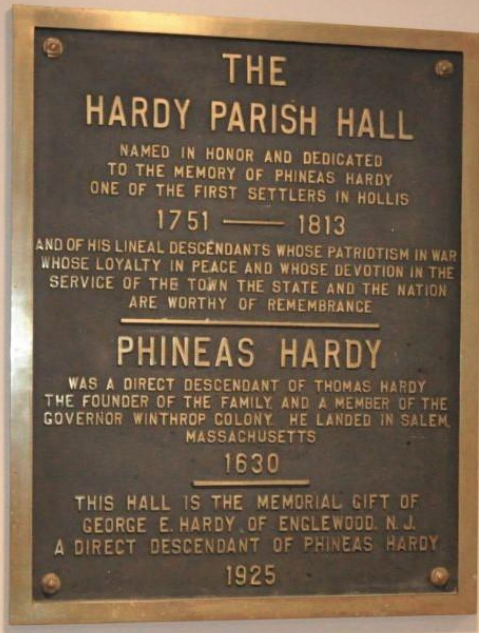 THE
HARDY PARISH HALL
NAMED IN HONOR AND DEDICATED
TO THE MEMORY OF PHINEAS HARDY
ONE OF THE FIRST SETTLERS IN HOLLIS
1751 — 1813
AND OF HIS LINEAL DESCENDANTS WHOSE PATRIOTISM IN WAR
WHOSE LOYALTY IN PEACE AND WHOSE DEVOTION IN THE
SERVICE OF THE TOWN THE STATE AND THE NATION
ARE WORTHY OF REMEMBRANCE
PHINEAS HARDY
WAS A DIRECT DESCENDANT OF THOMAS HARDY
THE FOUNDER OF THE FAMILY AND A MEMBER OF THE
GOVERNOR WINTHROP COLONY. HE LANDED IN SALEM,
MASSACHUSETTS
1630
THIS HALL IS THE MEMORIAL GIFT OF
GEORGE E. HARDY, OF ENGLEWOOD. N. J.
A DIRECT DESCENDANT OF PHINEAS HARDY
1925